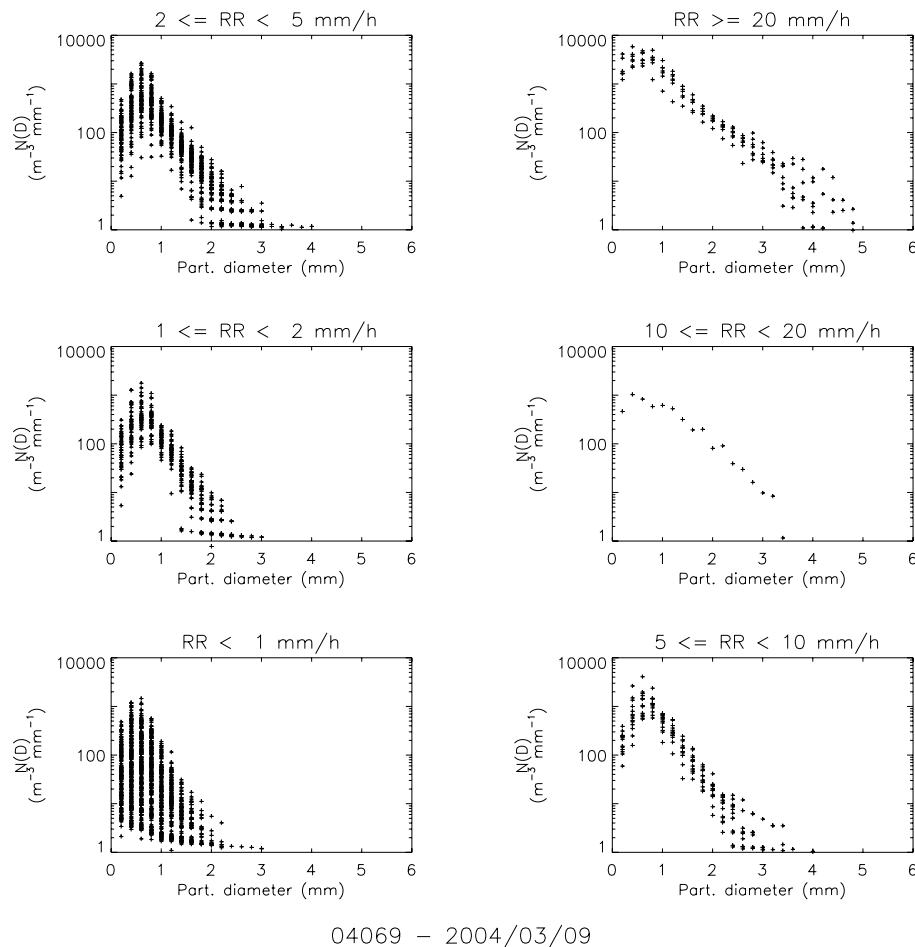 2 <= RR < 5 mm/h
10000
100
1
N(D)
(m⁻³ mm⁻¹)
0 1 2 3 4 5 6
Part. diameter (mm)
RR >= 20 mm/h
10000
100
1
N(D)
(m⁻³ mm⁻¹)
0 1 2 3 4 5 6
Part. diameter (mm)
1 <= RR < 2 mm/h
10000
100
1
N(D)
(m⁻³ mm⁻¹)
0 1 2 3 4 5 6
Part. diameter (mm)
10 <= RR < 20 mm/h
10000
100
1
N(D)
(m⁻³ mm⁻¹)
0 1 2 3 4 5 6
Part. diameter (mm)
RR < 1 mm/h
10000
100
1
N(D)
(m⁻³ mm⁻¹)
0 1 2 3 4 5 6
Part. diameter (mm)
5 <= RR < 10 mm/h
10000
100
1
N(D)
(m⁻³ mm⁻¹)
0 1 2 3 4 5 6
Part. diameter (mm)
04069 - 2004/03/09